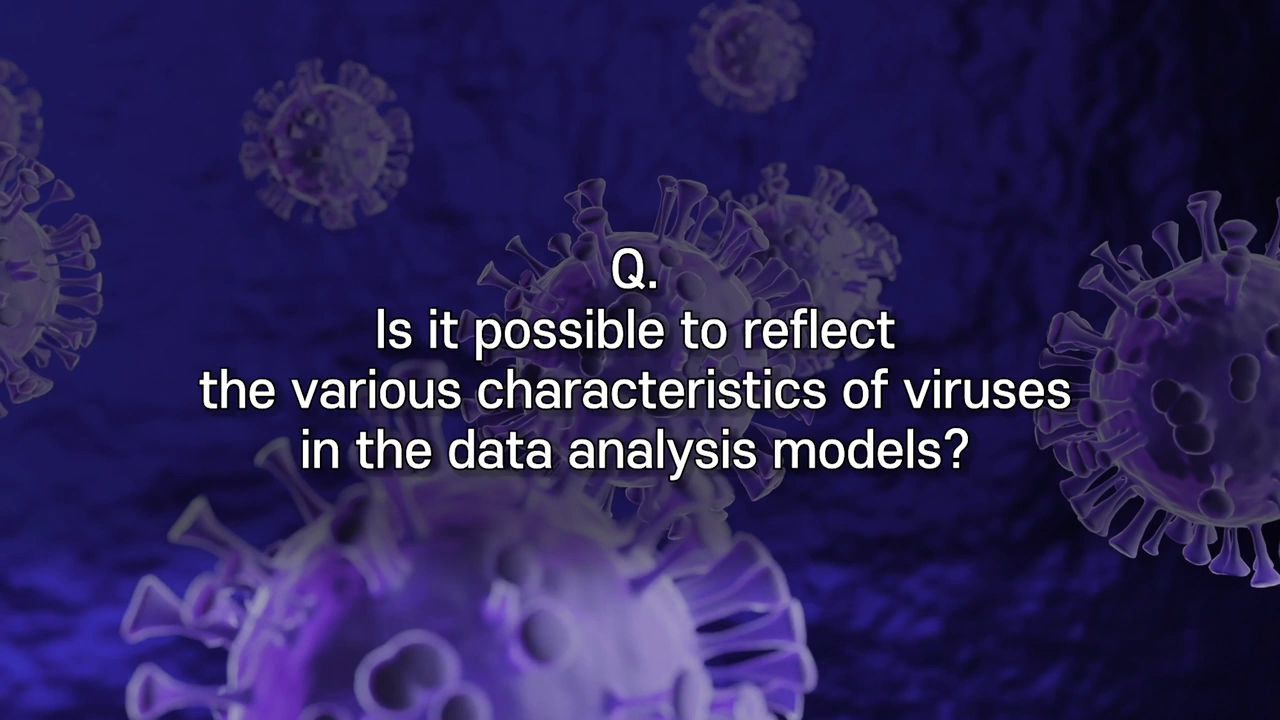 Q.
Is it possible to reflect
the various characteristics of viruses
in the data analysis models?